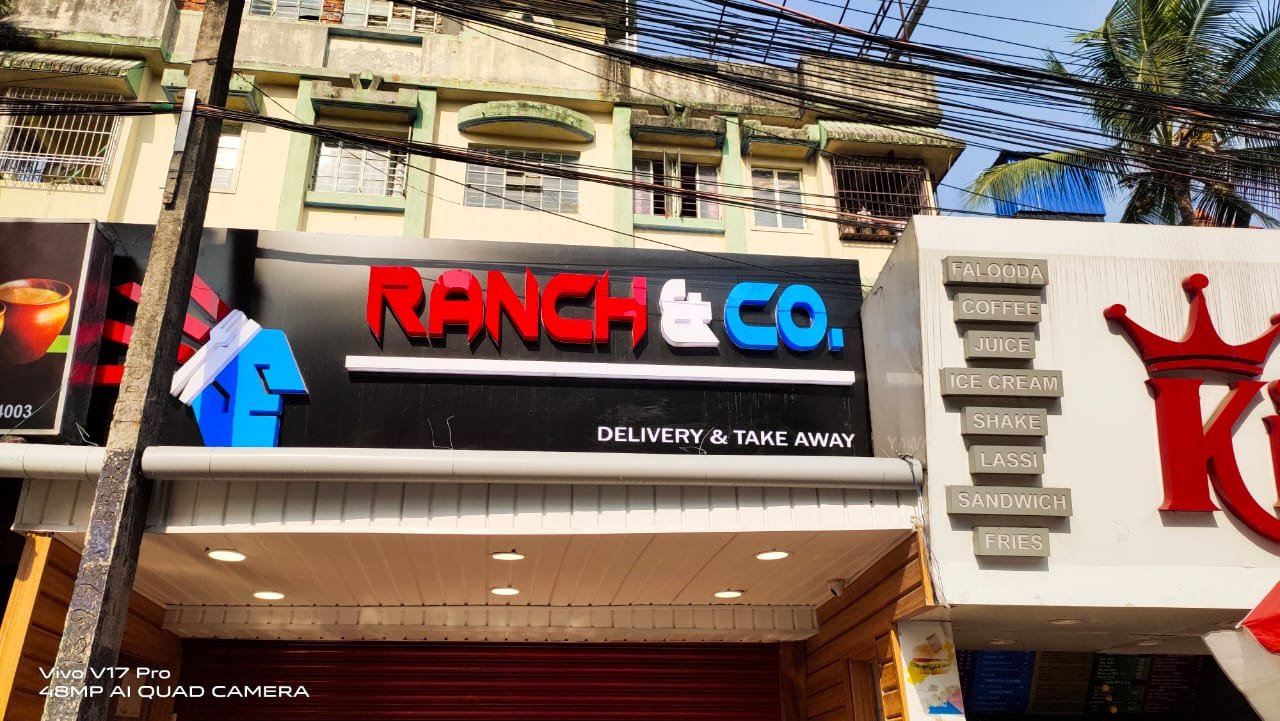 RANCH & CO.
DELIVERY & TAKE AWAY
4003
FALOODA
COFFEE
JUICE
ICE CREAM
SHAKE
LASSI
SANDWICH
FRIES
Vivo V17 Pro
48MP AI QUAD CAMERA